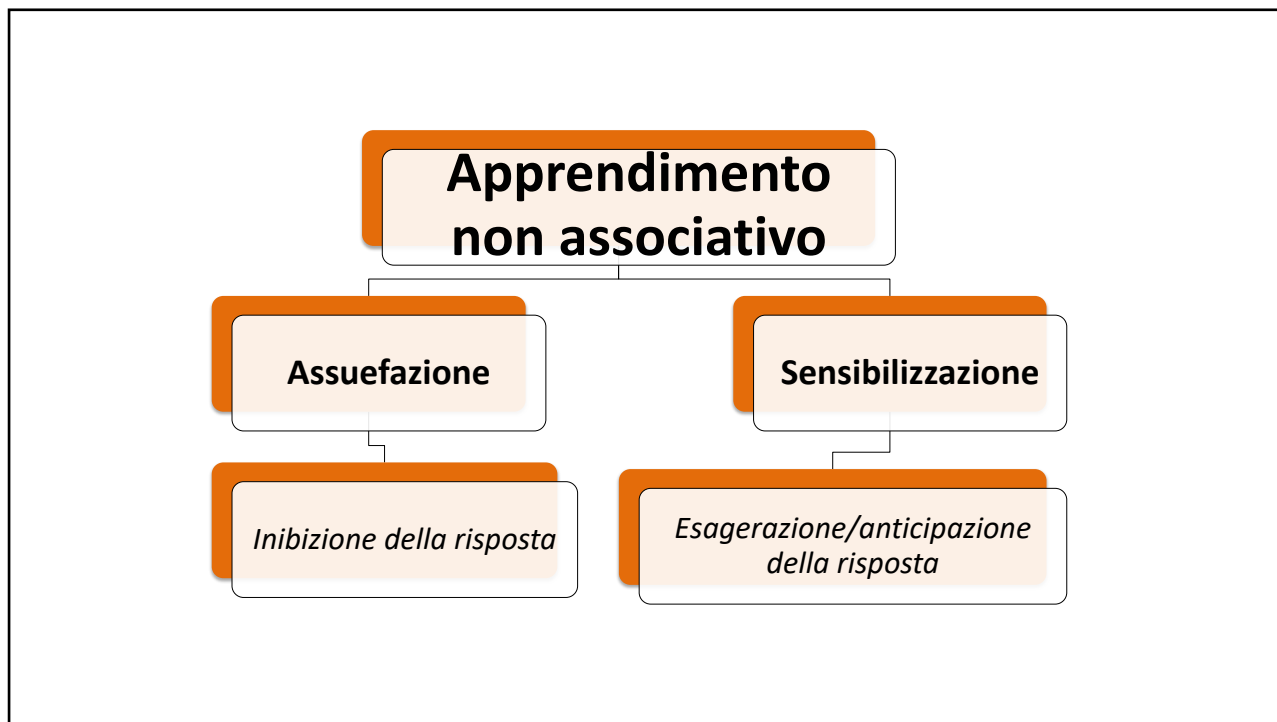 Apprendimento
non associativo
Assuefazione
Sensibilizzazione
Inibizione della risposta
Esagerazione/anticipazione
della risposta